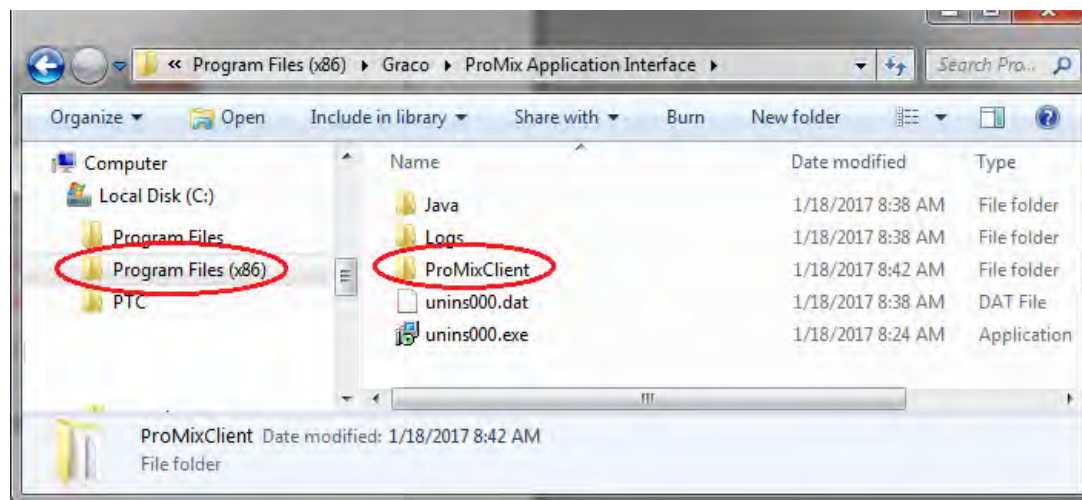 « Program Files (x86) ▸ Graco ▸ ProMix Application Interface ▸ Search Pro...
Organize ▾ Open Include in library ▾ Share with ▾ Burn New folder
Computer Name Date modified Type
Local Disk (C:) Java 1/18/2017 8:38 AM File folder
Program Files Logs 1/18/2017 8:38 AM File folder
Program Files (x86) ProMixClient 1/18/2017 8:42 AM File folder
PTC unins000.dat 1/18/2017 8:38 AM DAT File
unins000.exe 1/18/2017 8:24 AM Application
ProMixClient Date modified: 1/18/2017 8:42 AM
File folder